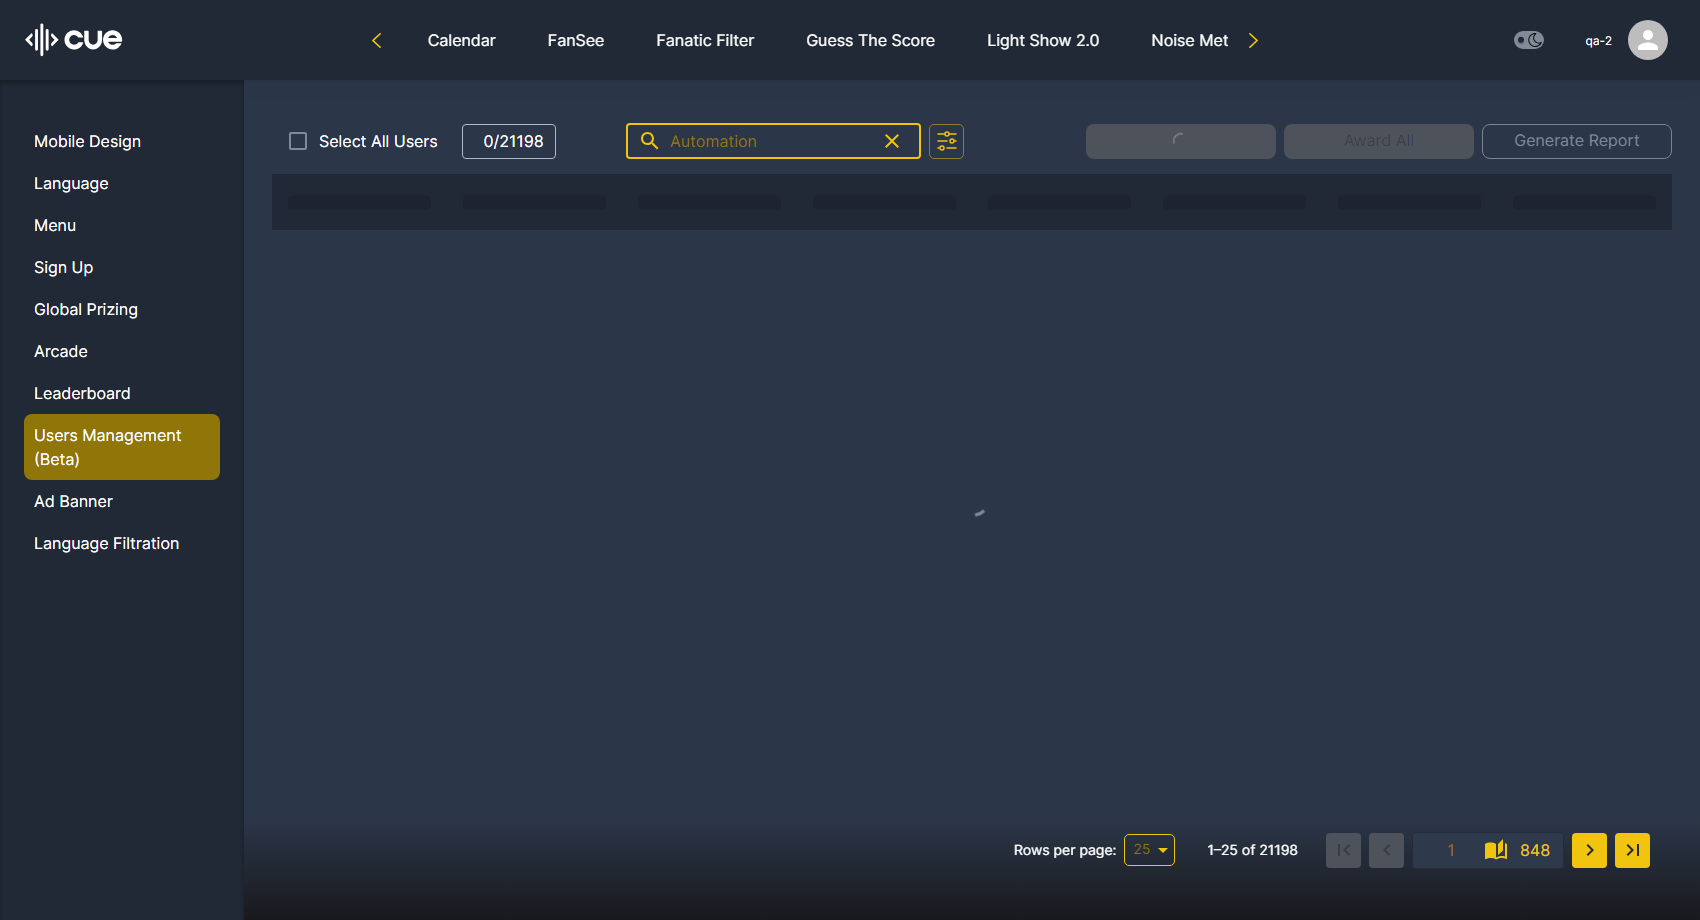 cue
Calendar
FanSee
Fanatic Filter
Guess The Score
Light Show 2.0
Noise Met
qa-2
Mobile Design
Language
Menu
Sign Up
Global Prizing
Arcade
Leaderboard
Users Management
(Beta)
Ad Banner
Language Filtration
Select All Users
0/21198
Automation
Award All
Generate Report
Rows per page:
25
1–25 of 21198
1
848